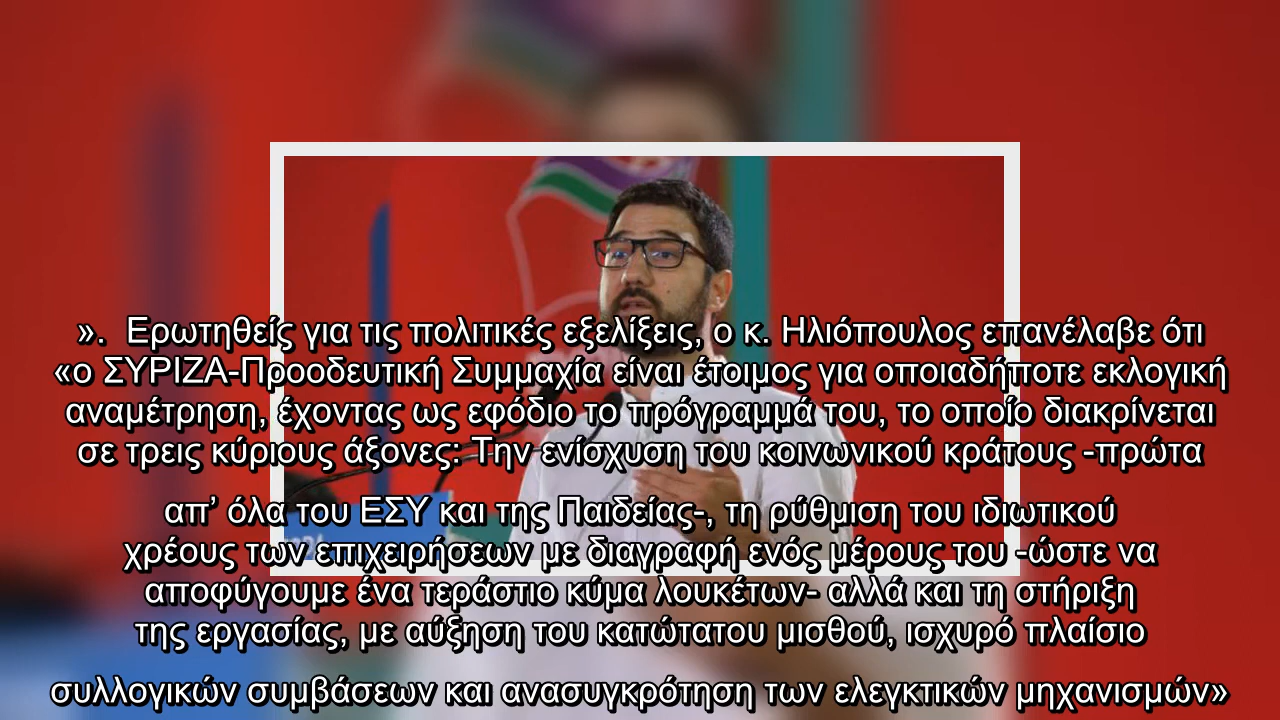 ».  Ερωτηθείς για τις πολιτικές εξελίξεις, ο κ. Ηλιόπουλος επανέλαβε ότι
«ο ΣΥΡΙΖΑ-Προοδευτική Συμμαχία είναι έτοιμος για οποιαδήποτε εκλογική
αναμέτρηση, έχοντας ως εφόδιο το πρόγραμμά του, το οποίο διακρίνεται
σε τρεις κύριους άξονες: Την ενίσχυση του κοινωνικού κράτους -πρώτα
απ’ όλα του ΕΣΥ και της Παιδείας-, τη ρύθμιση του ιδιωτικού
χρέους των επιχειρήσεων με διαγραφή ενός μέρους του -ώστε να
αποφύγουμε ένα τεράστιο κύμα λουκέτων- αλλά και τη στήριξη
της εργασίας, με αύξηση του κατώτατου μισθού, ισχυρό πλαίσιο
συλλογικών συμβάσεων και ανασυγκρότηση των ελεγκτικών μηχανισμών»